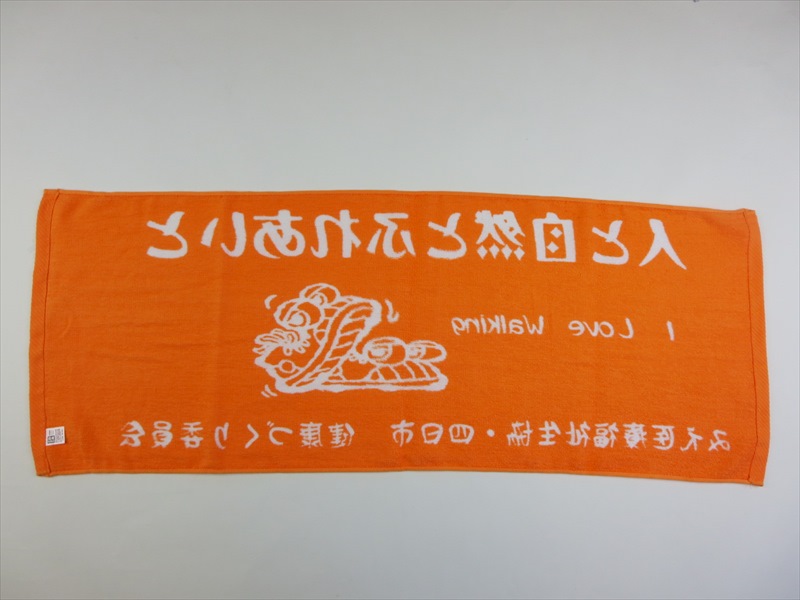 人と自然とふれあいと
I Love Walking
みえ医療福祉生協・四日市 健康づくり委員会